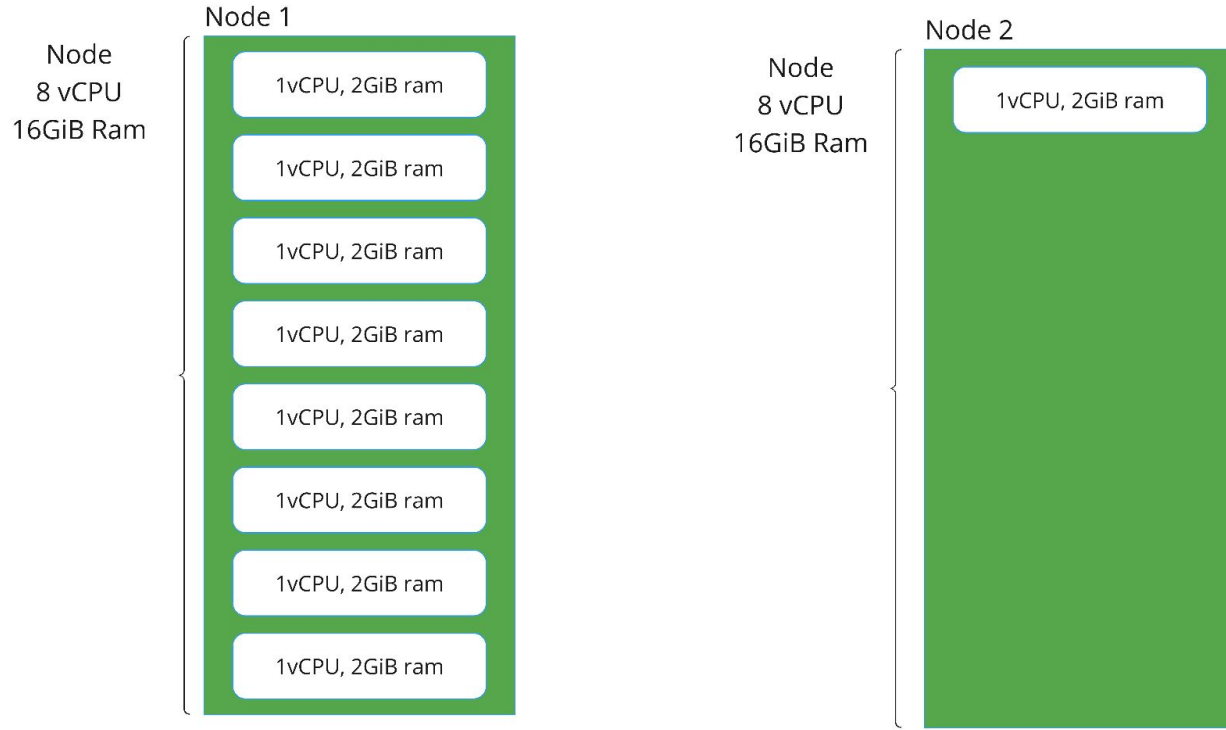 Node 1
Node
8 vCPU
16GiB Ram
1vCPU, 2GiB ram
1vCPU, 2GiB ram
1vCPU, 2GiB ram
1vCPU, 2GiB ram
1vCPU, 2GiB ram
1vCPU, 2GiB ram
1vCPU, 2GiB ram
1vCPU, 2GiB ram
Node 2
Node
8 vCPU
16GiB Ram
1vCPU, 2GiB ram